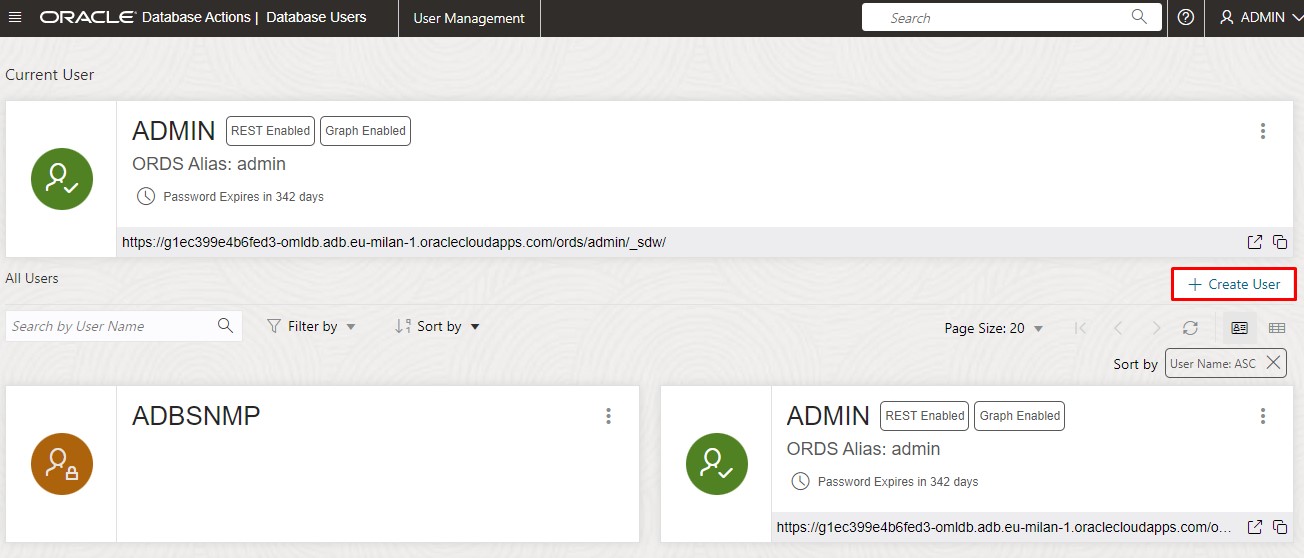 ORACLE Database Actions | Database Users User Management Search ADMIN
Current User
ADMIN REST Enabled Graph Enabled
ORDS Alias: admin
Password Expires in 342 days
https://g1ec399e4b6fed3-omldb.adb.eu-milan-1.oraclecloudapps.com/ords/admin/_sdw/
All Users
+ Create User
Search by User Name Filter by Sort by Page Size: 20
Sort by User Name: ASC
ADBSNMP
ADMIN REST Enabled Graph Enabled
ORDS Alias: admin
Password Expires in 342 days
https://g1ec399e4b6fed3-omldb.adb.eu-milan-1.oraclecloudapps.com/o...